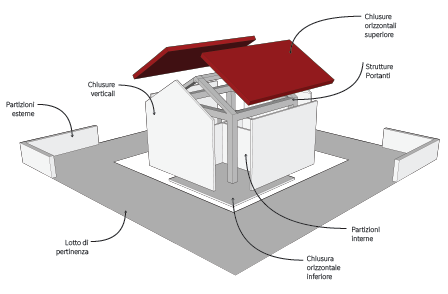 Chiusure
orizzontali
superiore
Strutture
Portanti
Chiusure
verticali
Partizioni
esterne
Lotto di
pertinenza
Partizioni
interne
Chiusura
orizzontale
inferiore